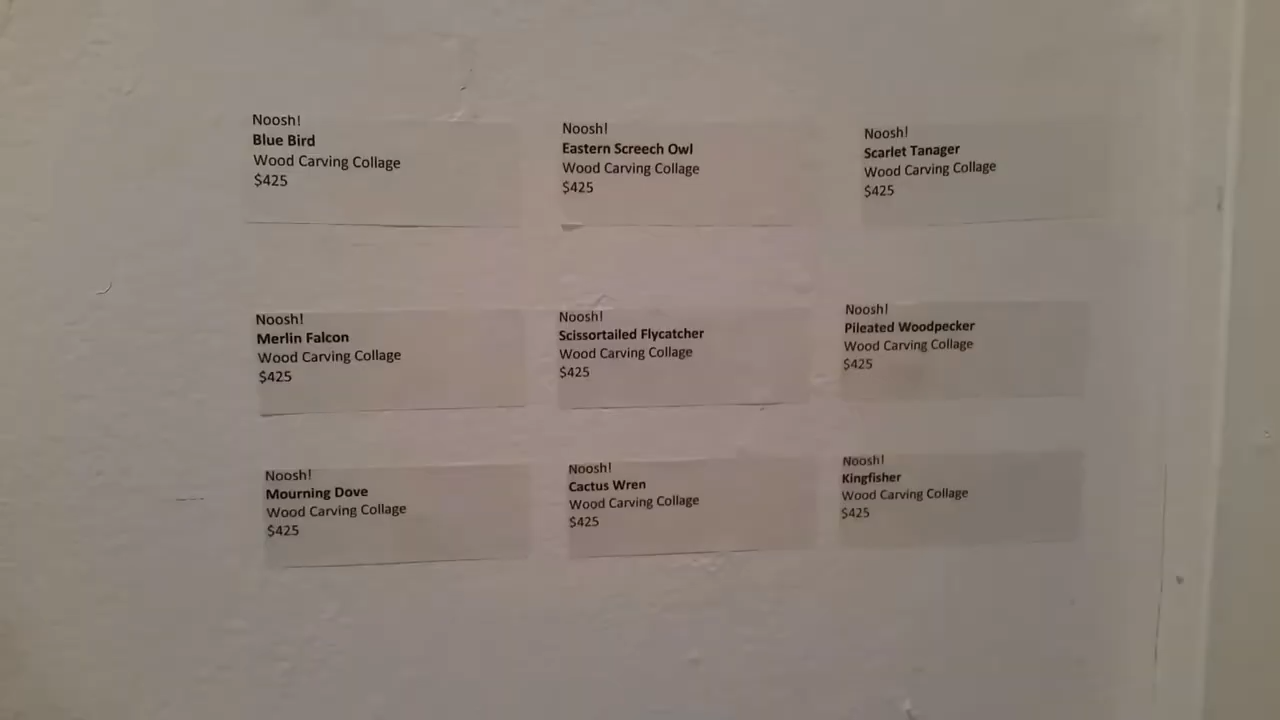 Noosh!
Blue Bird
Wood Carving Collage
$425
Noosh!
Eastern Screech Owl
Wood Carving Collage
$425
Noosh!
Scarlet Tanager
Wood Carving Collage
$425
Noosh!
Merlin Falcon
Wood Carving Collage
$425
Noosh!
Scissortailed Flycatcher
Wood Carving Collage
$425
Noosh!
Pileated Woodpecker
Wood Carving Collage
$425
Noosh!
Mourning Dove
Wood Carving Collage
$425
Noosh!
Cactus Wren
Wood Carving Collage
$425
Noosh!
Kingfisher
Wood Carving Collage
$425